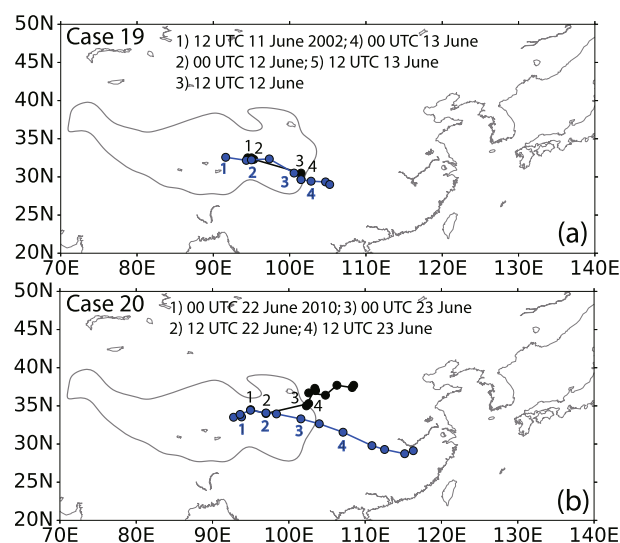 50N
Case 19
1) 12 UTC 11 June 2002; 4) 00 UTC 13 June
2) 00 UTC 12 June; 5) 12 UTC 13 June
3) 12 UTC 12 June
45N
40N
35N
1 2
3 4
1 2 3 4
30N
25N
(a)
20N
70E 80E 90E 100E 110E 120E 130E 140E
50N
Case 20
1) 00 UTC 22 June 2010; 3) 00 UTC 23 June
2) 12 UTC 22 June; 4) 12 UTC 23 June
45N
40N
1 2 3 4
35N
1 2 3 4
30N
25N
(b)
20N
70E 80E 90E 100E 110E 120E 130E 140E